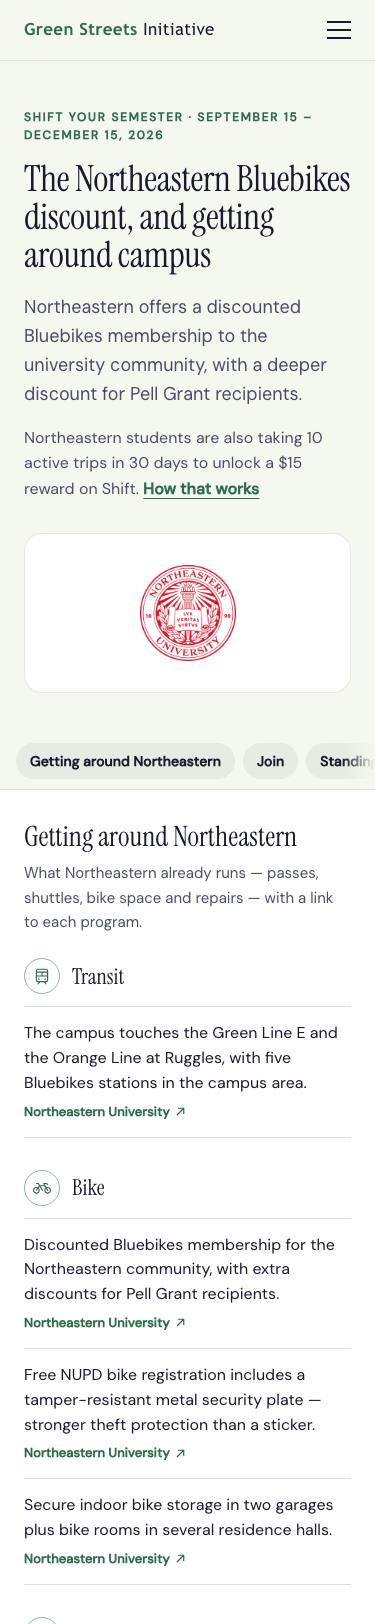 Green Streets Initiative
SHIFT YOUR SEMESTER · SEPTEMBER 15 –
DECEMBER 15, 2026
The Northeastern Bluebikes
discount, and getting
around campus
Northeastern offers a discounted
Bluebikes membership to the
university community, with a deeper
discount for Pell Grant recipients.
Northeastern students are also taking 10
active trips in 30 days to unlock a $15
reward on Shift. How that works
NORTHEASTERN
LVX
VERITAS
VIRTVS
18 98
UNIVERSITY
Getting around Northeastern Join Standing
Getting around Northeastern
What Northeastern already runs — passes,
shuttles, bike space and repairs — with a link
to each program.
Transit
The campus touches the Green Line E and
the Orange Line at Ruggles, with five
Bluebikes stations in the campus area.
Northeastern University ↗
Bike
Discounted Bluebikes membership for the
Northeastern community, with extra
discounts for Pell Grant recipients.
Northeastern University ↗
Free NUPD bike registration includes a
tamper-resistant metal security plate —
stronger theft protection than a sticker.
Northeastern University ↗
Secure indoor bike storage in two garages
plus bike rooms in several residence halls.
Northeastern University ↗